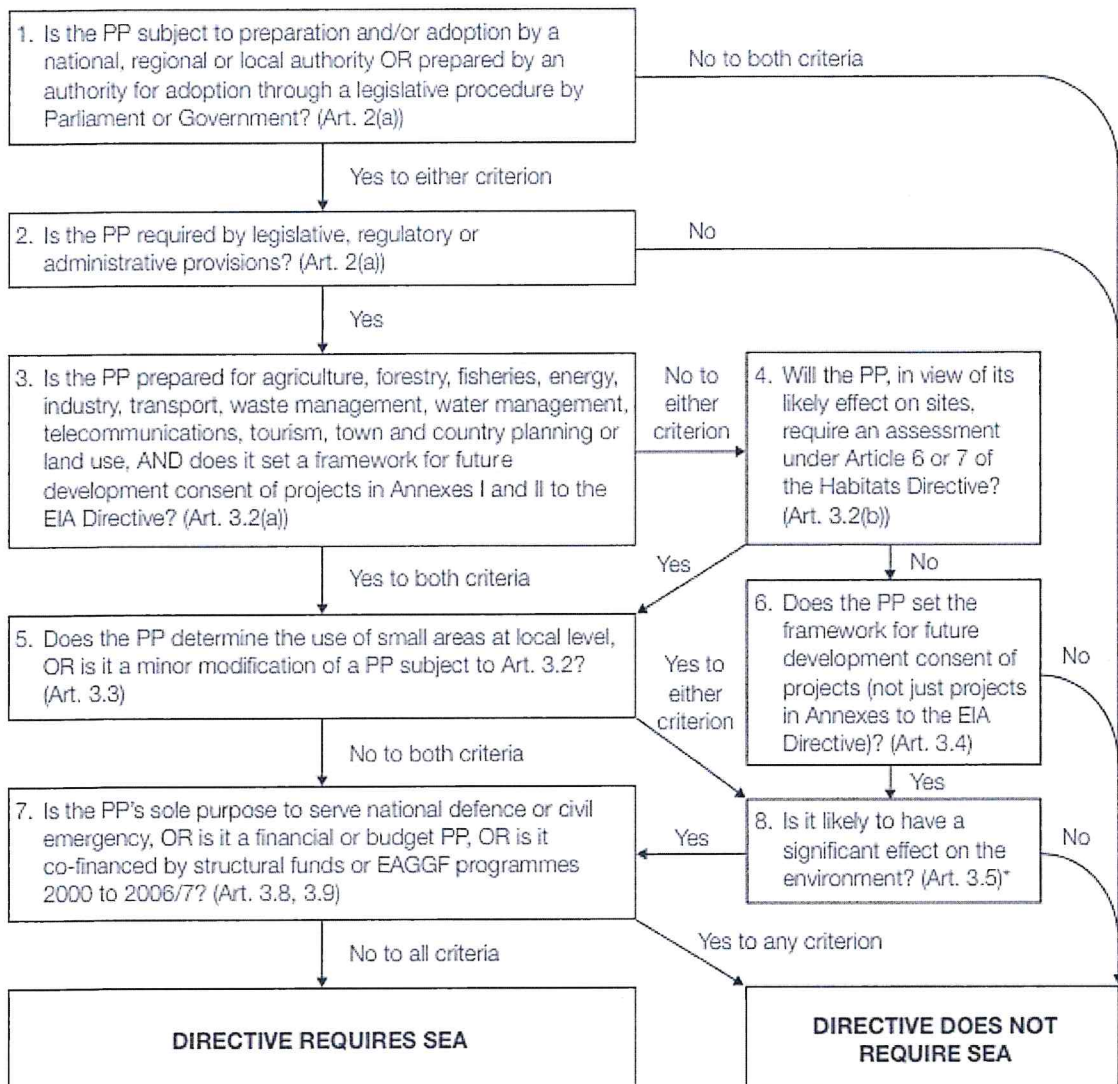 1. Is the PP subject to preparation and/or adoption by a
national, regional or local authority OR prepared by an
authority for adoption through a legislative procedure by
Parliament or Government? (Art. 2(a))
No to both criteria
Yes to either criterion
2. Is the PP required by legislative, regulatory or
administrative provisions? (Art. 2(a))
No
Yes
3. Is the PP prepared for agriculture, forestry, fisheries, energy,
industry, transport, waste management, water management,
telecommunications, tourism, town and country planning or
land use, AND does it set a framework for future
development consent of projects in Annexes I and II to the
EIA Directive? (Art. 3.2(a))
No to
either
criterion
4. Will the PP, in view of its
likely effect on sites,
require an assessment
under Article 6 or 7 of
the Habitats Directive?
(Art. 3.2(b))
Yes to both criteria
Yes
No
5. Does the PP determine the use of small areas at local level,
OR is it a minor modification of a PP subject to Art. 3.2?
(Art. 3.3)
Yes to
either
criterion
6. Does the PP set the
framework for future
development consent of
projects (not just projects
in Annexes to the EIA
Directive)? (Art. 3.4)
No
No to both criteria
Yes
7. Is the PP's sole purpose to serve national defence or civil
emergency, OR is it a financial or budget PP, OR is it
co-financed by structural funds or EAGGF programmes
2000 to 2006/7? (Art. 3.8, 3.9)
Yes
8. Is it likely to have a
significant effect on the
environment? (Art. 3.5)*
No
No to all criteria
Yes to any criterion
DIRECTIVE REQUIRES SEA
DIRECTIVE DOES NOT
REQUIRE SEA